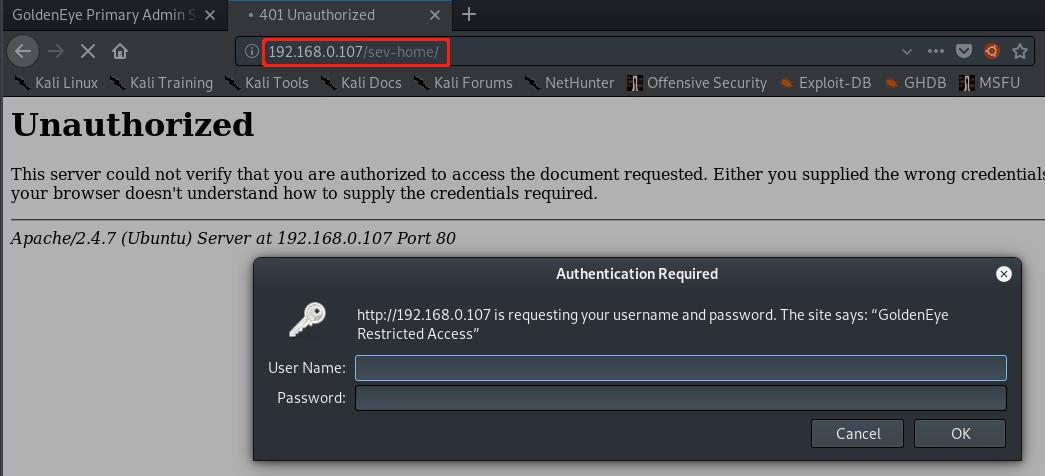 GoldenEye Primary Admin S
401 Unauthorized
192.168.0.107/sev-home/
Kali Linux Kali Training Kali Tools Kali Docs Kali Forums NetHunter Offensive Security Exploit-DB GHDB MSFU
Unauthorized
This server could not verify that you are authorized to access the document requested. Either you supplied the wrong credentials
your browser doesn't understand how to supply the credentials required.
Apache/2.4.7 (Ubuntu) Server at 192.168.0.107 Port 80
Authentication Required
http://192.168.0.107 is requesting your username and password. The site says: “GoldenEye
Restricted Access”
User Name:
Password:
Cancel OK